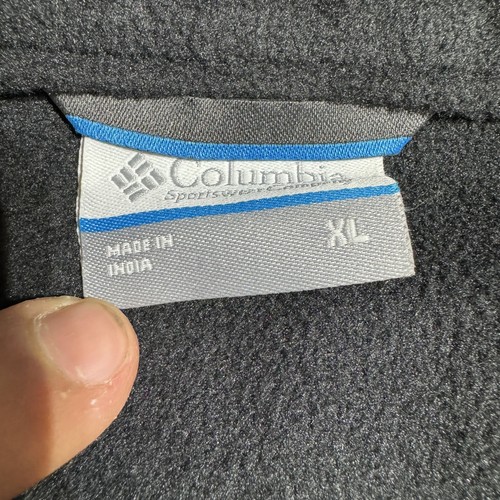 Columbia
Sportswear Company
MADE IN
INDIA
XL